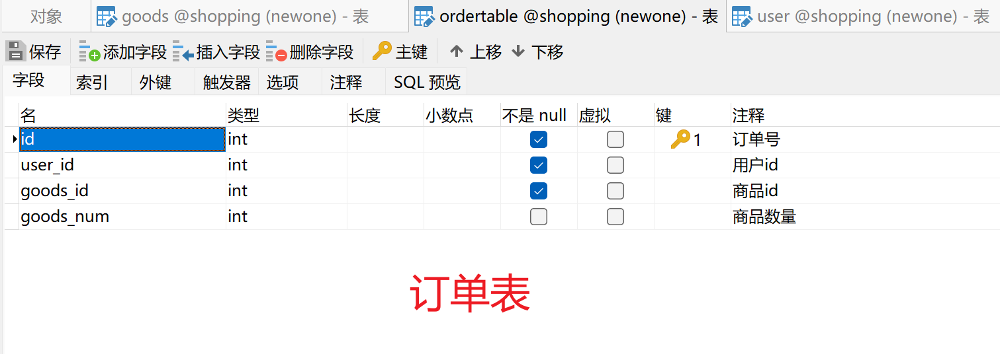 对象 goods @shopping (newone) - 表 ordertable @shopping (newone) - 表 user @shopping (newone) - 表
保存 添加字段 插入字段 删除字段 主键 上移 下移
字段 索引 外键 触发器 选项 注释 SQL 预览
名 类型 长度 小数点 不是 null 虚拟 键 注释
id int 1 订单号
user_id int 用户id
goods_id int 商品id
goods_num int 商品数量
订单表